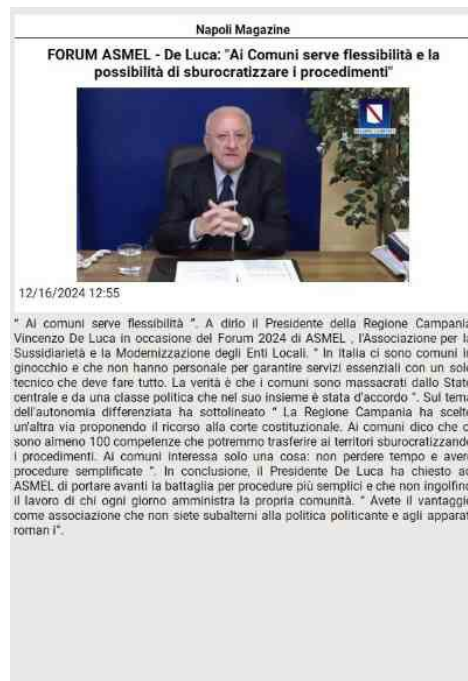 Napoli Magazine
FORUM ASMEL - De Luca: "Ai Comuni serve flessibilità e la
possibilità di sburocratizzare i procedimenti"
12/16/2024 12:55
" Ai comuni serve flessibilità ". A dirlo il Presidente della Regione Campania
Vincenzo De Luca in occasione del Forum 2024 di ASMEL , l'Associazione per la
Sussidiarietà e la Modernizzazione degli Enti Locali. " In Italia ci sono comuni in
ginocchio e che non hanno personale per garantire servizi essenziali con un solo
tecnico che deve fare tutto. La verità è che i comuni sono massacrati dallo Stato
centrale e da una classe politica che nel suo insieme è stata d'accordo ". Sul tema
dell'autonomia differenziata ha sottolineato " La Regione Campania ha scelto
un'altra via proponendo il ricorso alla corte costituzionale. Ai comuni dico che ci
sono almeno 100 competenze che potremmo trasferire ai territori sburocratizzando
i procedimenti. Ai comuni interessa solo una cosa: non perdere tempo e avere
procedure semplificate ". In conclusione, il Presidente De Luca ha chiesto ad
ASMEL di portare avanti la battaglia per procedure più semplici e che non ingolfino
il lavoro di chi ogni giorno amministra la propria comunità. " Avete il vantaggio
come associazione che non siete subalterni alla politica politicante e agli apparati
roman i".